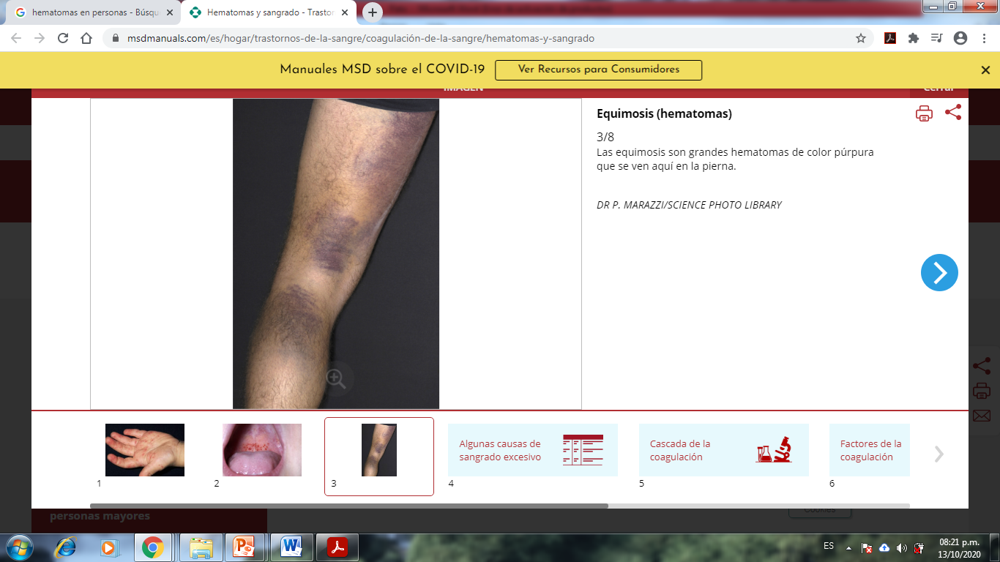 hematomas en personas - Búsqu
Hematomas y sangrado - Trastor
msdmanuals.com/es/hogar/trastornos-de-la-sangre/coagulación-de-la-sangre/hematomas-y-sangrado
Manuales MSD sobre el COVID-19
Ver Recursos para Consumidores
IMAGEN
Cerrar
Equimosis (hematomas)
3/8
Las equimosis son grandes hematomas de color púrpura
que se ven aquí en la pierna.
DR P. MARAZZI/SCIENCE PHOTO LIBRARY
Algunas causas de
sangrado excesivo
Cascada de la
coagulación
Factores de la
coagulación
1
2
3
4
5
6
personas mayores
Cookies
ES
08:21 p.m.
13/10/2020